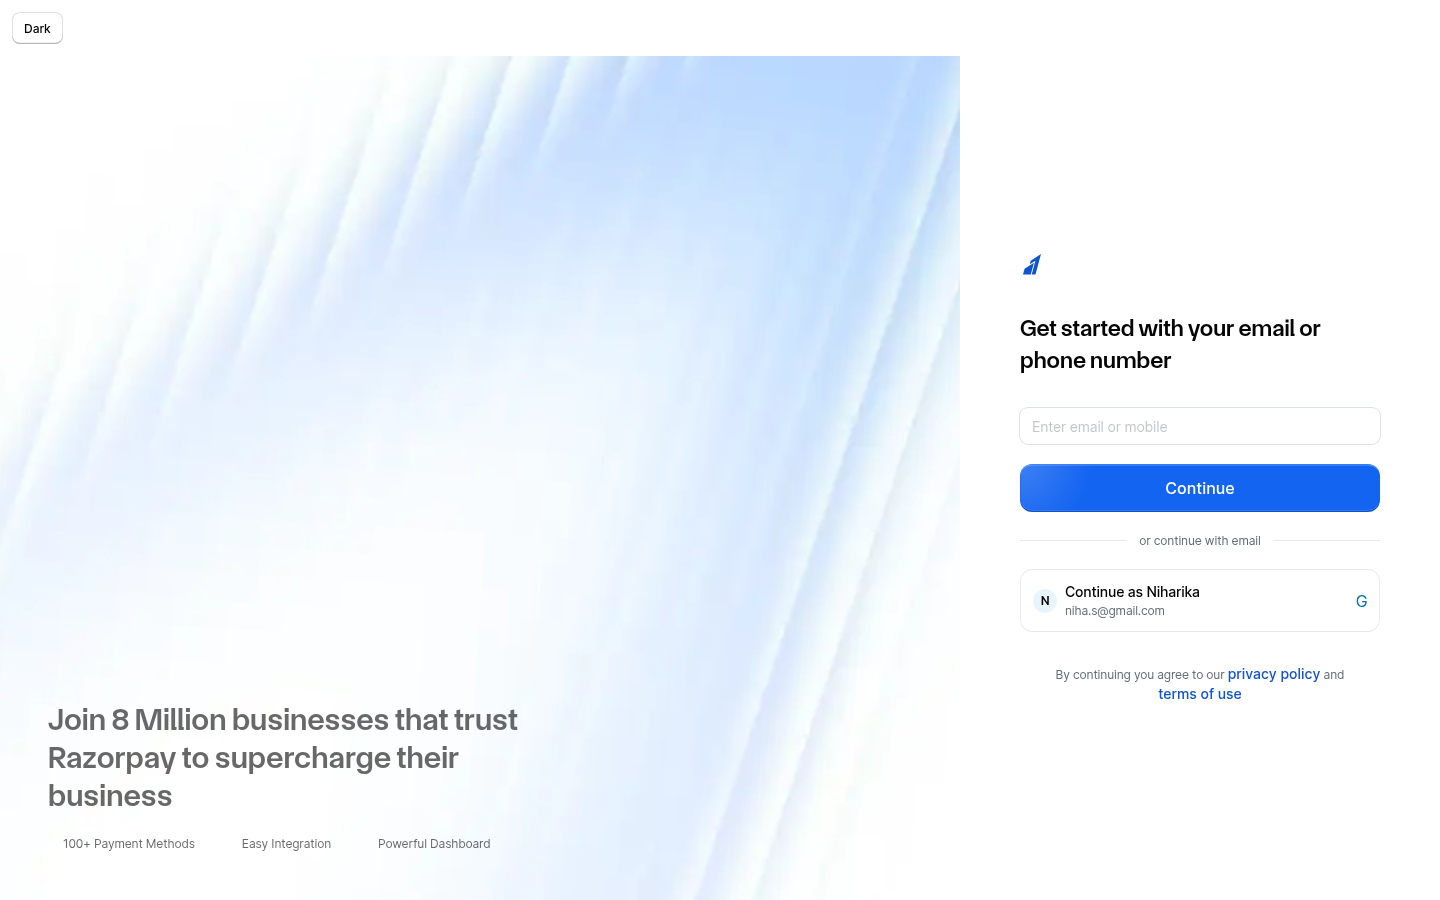 Dark
Join 8 Million businesses that trust
Razorpay to supercharge their
business
100+ Payment Methods
Easy Integration
Powerful Dashboard
Get started with your email or
phone number
Enter email or mobile
Continue
or continue with email
N
Continue as Niharika
niha.s@gmail.com
G
By continuing you agree to our privacy policy and
terms of use